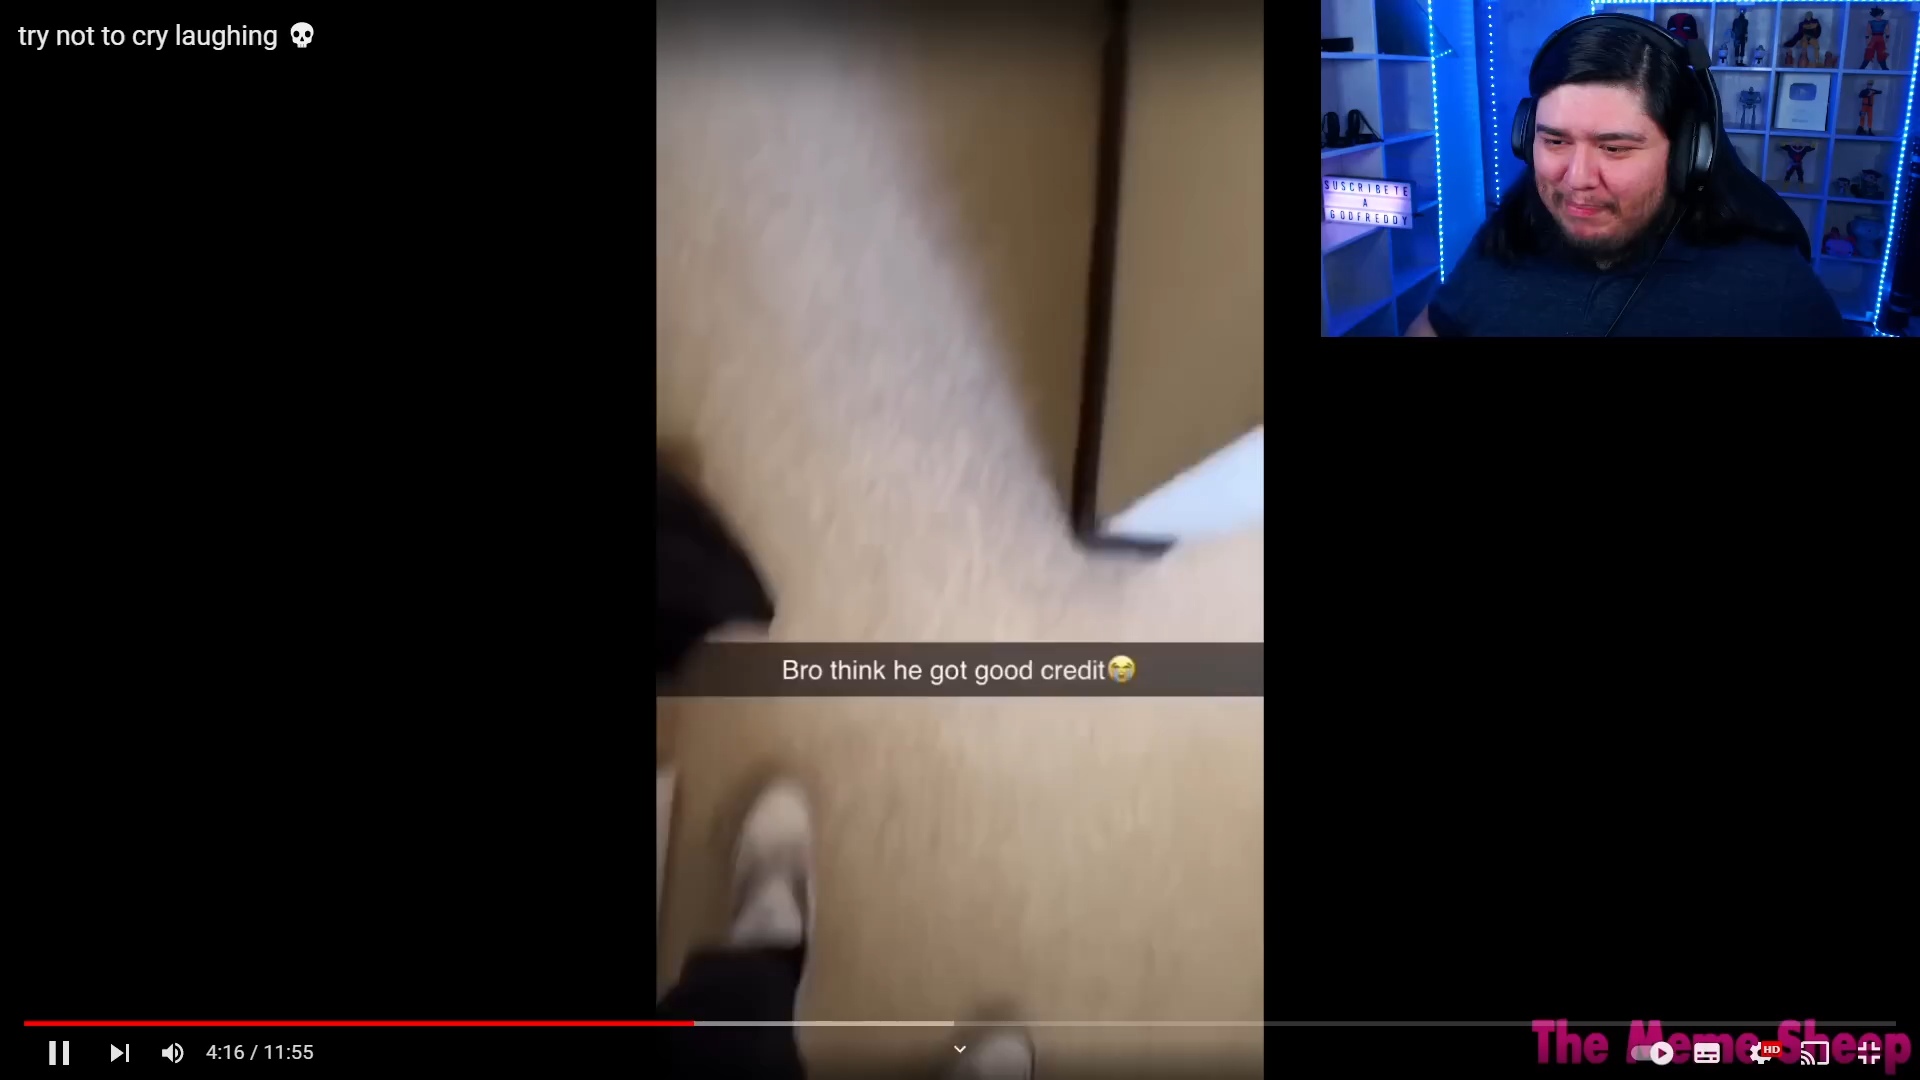 try not to cry laughing 💀
SUSCRIBETE
A
GODFREDDY
Bro think he got good credit😭
4:16 / 11:55
HD
The Meme Sheep